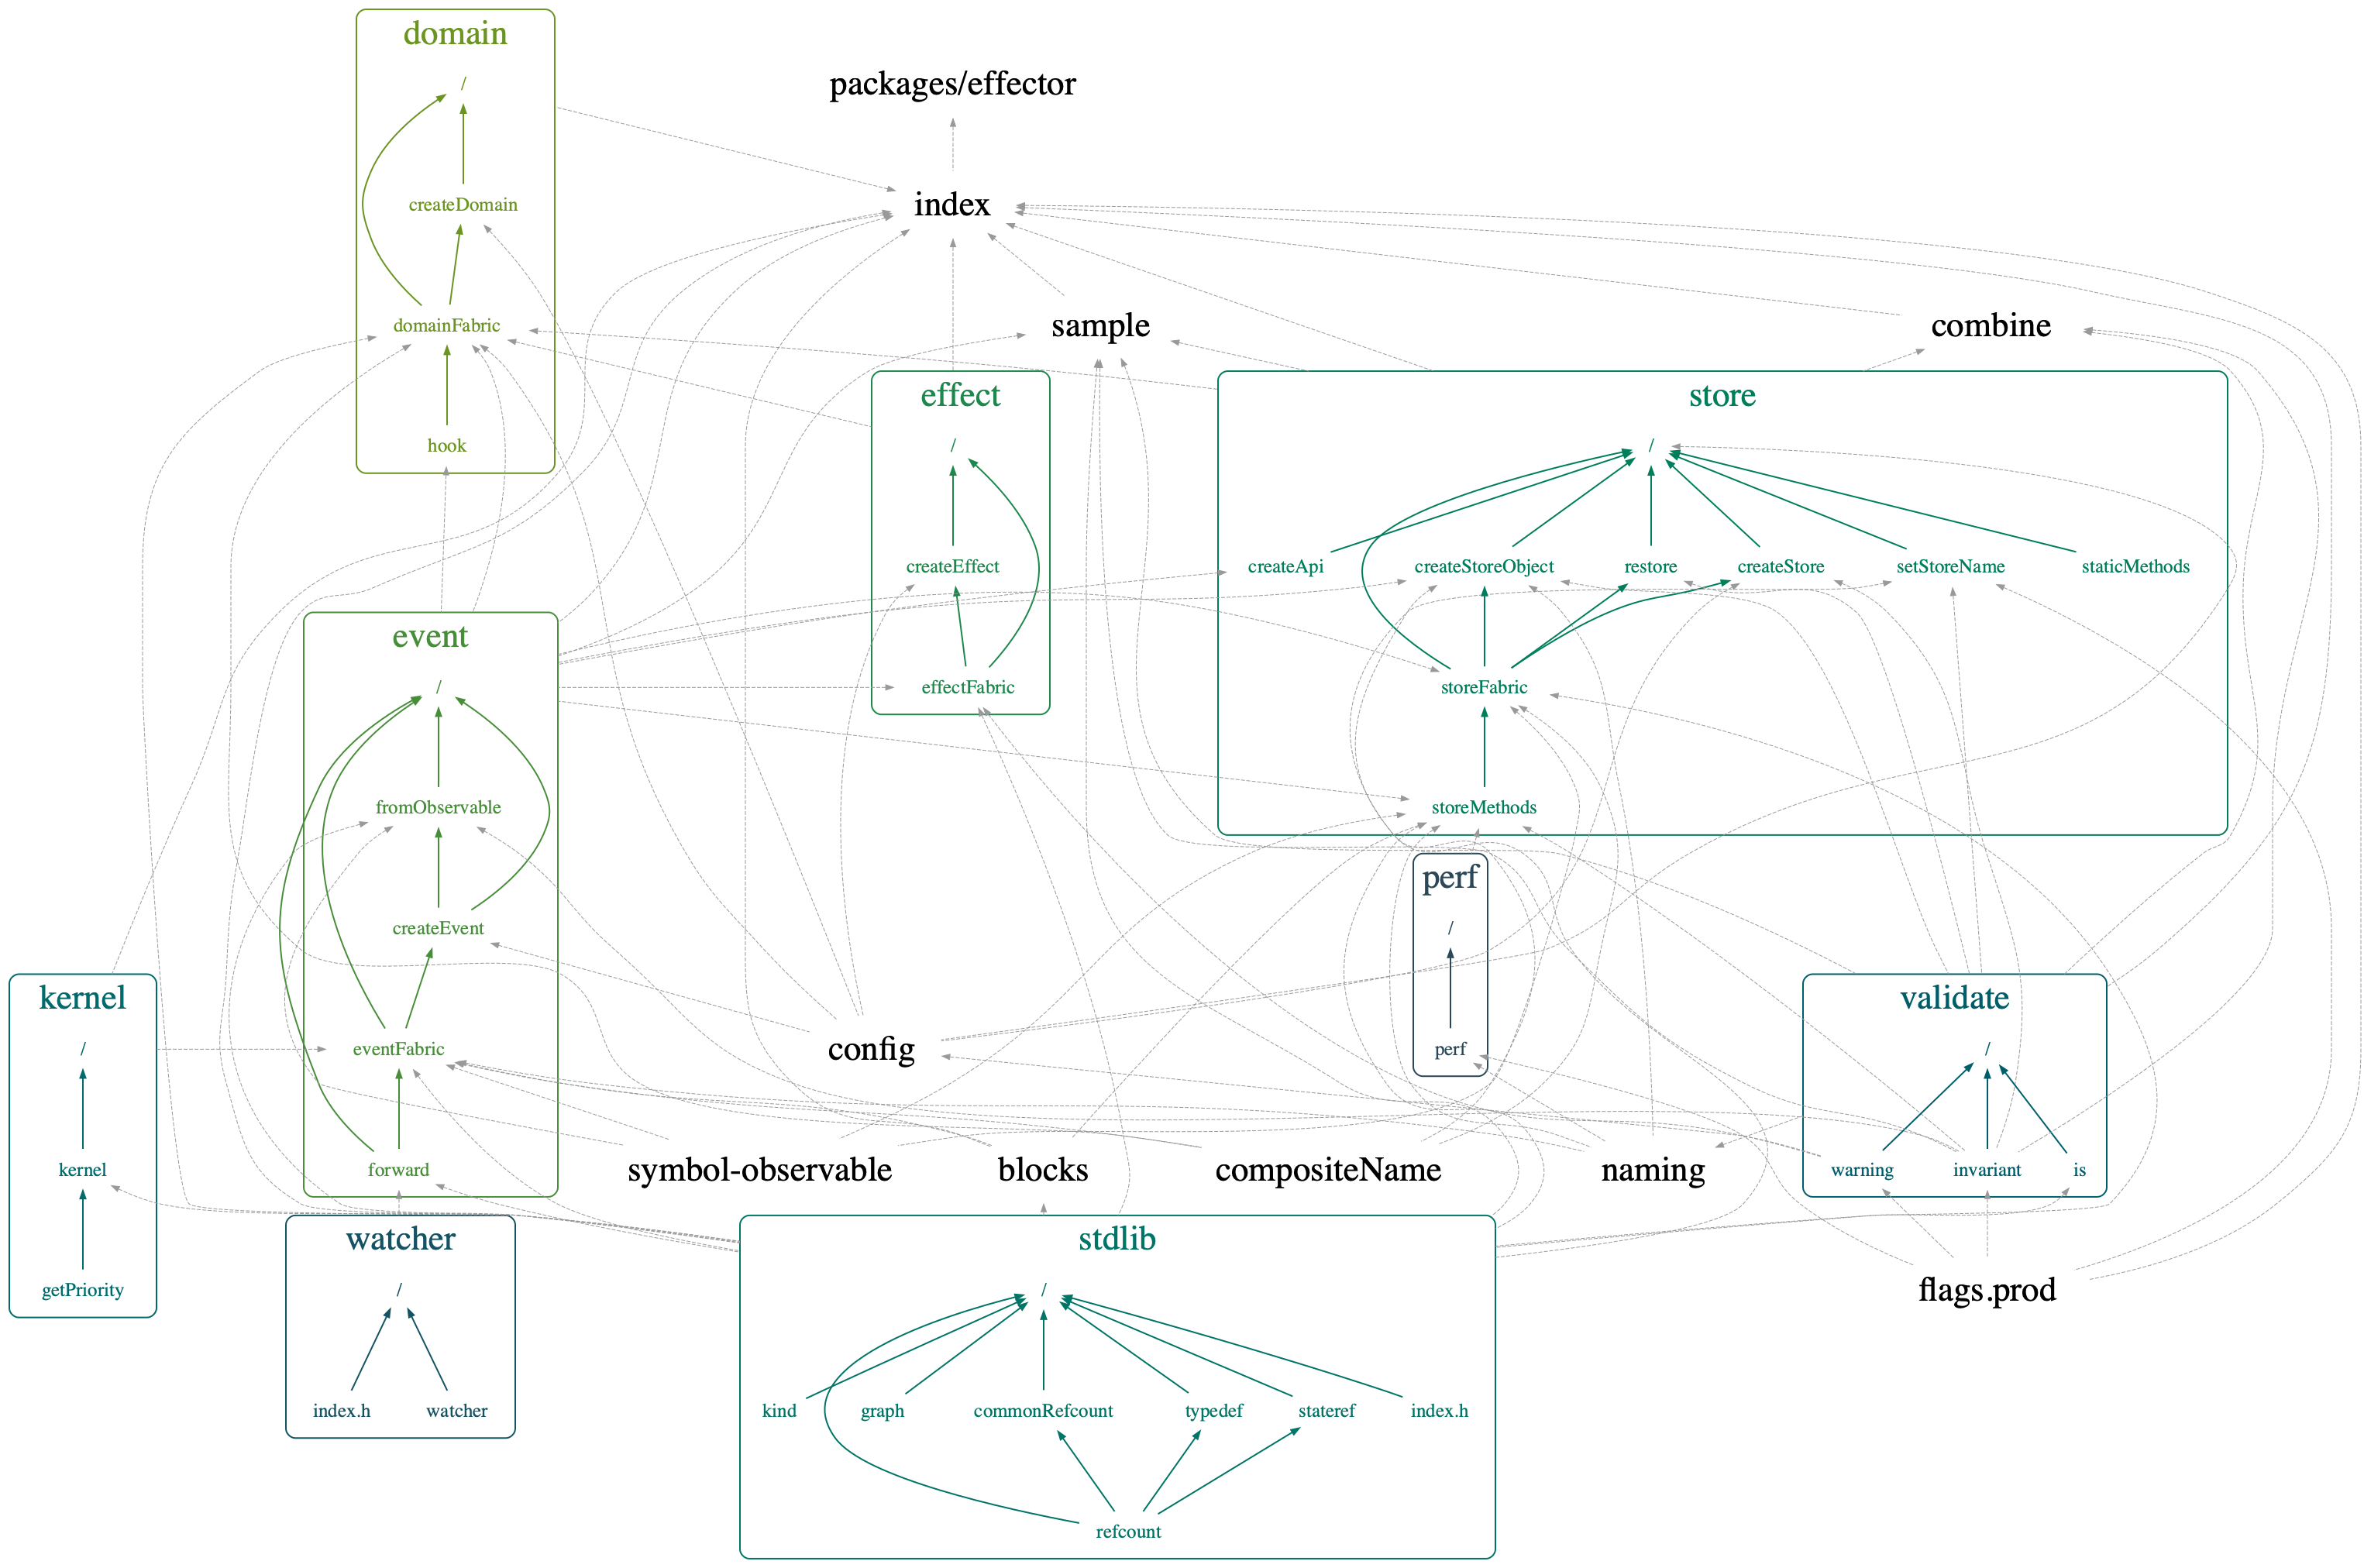 domain
/
packages/effector
createDomain
index
domainFabric
sample
combine
hook
effect
/
store
/
createEffect
createApi
createStoreObject
restore
createStore
setStoreName
staticMethods
event
/
effectFabric
storeFabric
fromObservable
storeMethods
createEvent
perf
/
kernel
/
eventFabric
config
perf
validate
/
kernel
forward
symbol-observable
blocks
compositeName
naming
warning
invariant
is
getPriority
watcher
/
stdlib
/
flags.prod
index.h
watcher
kind
graph
commonRefcount
typedef
stateref
index.h
refcount